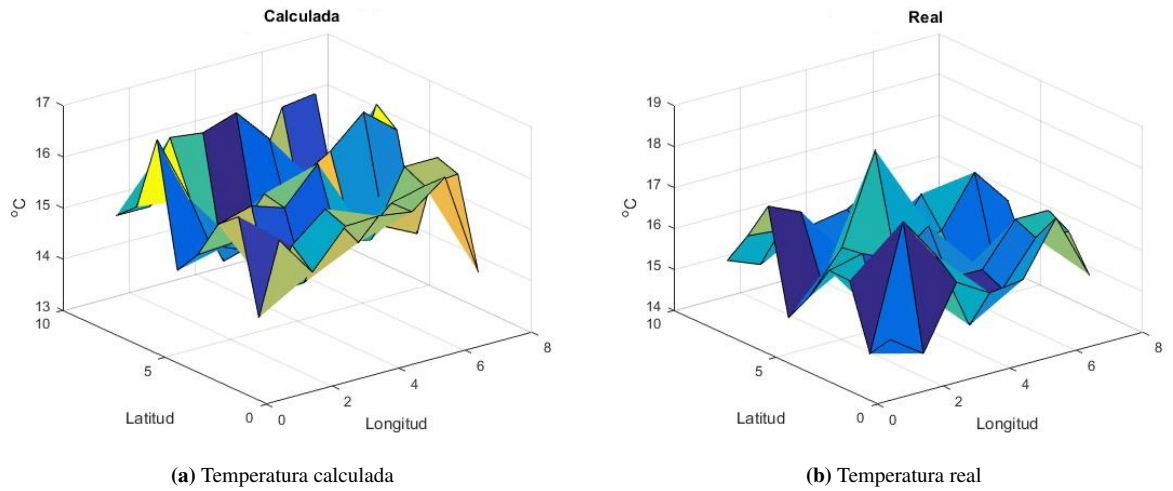 Calculada
17
16
15
14
13
10
5
0
0
2
4
6
8
°C
Latitud
Longitud
(a) Temperatura calculada
Real
19
18
17
16
15
14
10
5
0
0
2
4
6
8
°C
Latitud
Longitud
(b) Temperatura real